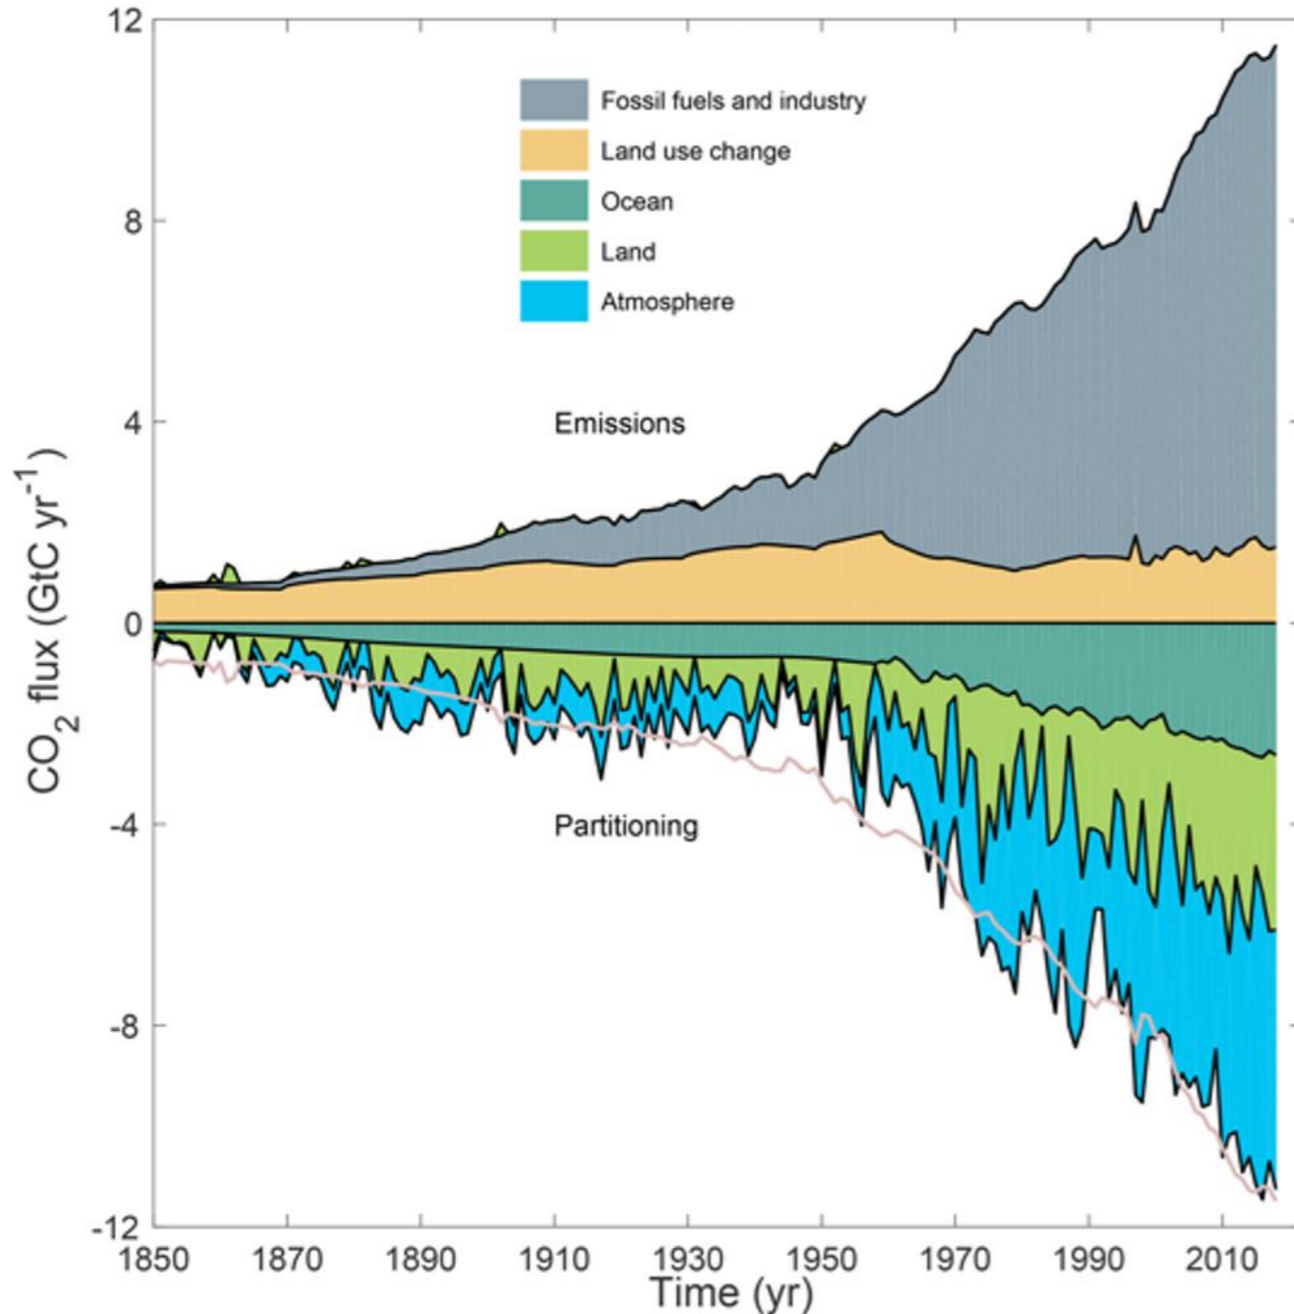 12
8
4
0
-4
-8
-12
CO2 flux (GtC yr-1)
Fossil fuels and industry
Land use change
Ocean
Land
Atmosphere
Emissions
Partitioning
1850 1870 1890 1910 1930 1950 1970 1990 2010
Time (yr)